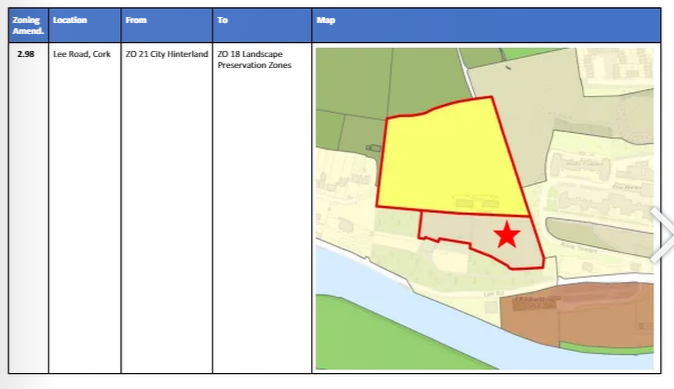 Zoning Amend.
Location
From
To
Map
2.98
Lee Road, Cork
ZO 21 City Hinterland
ZO 18 Landscape
Preservation Zones